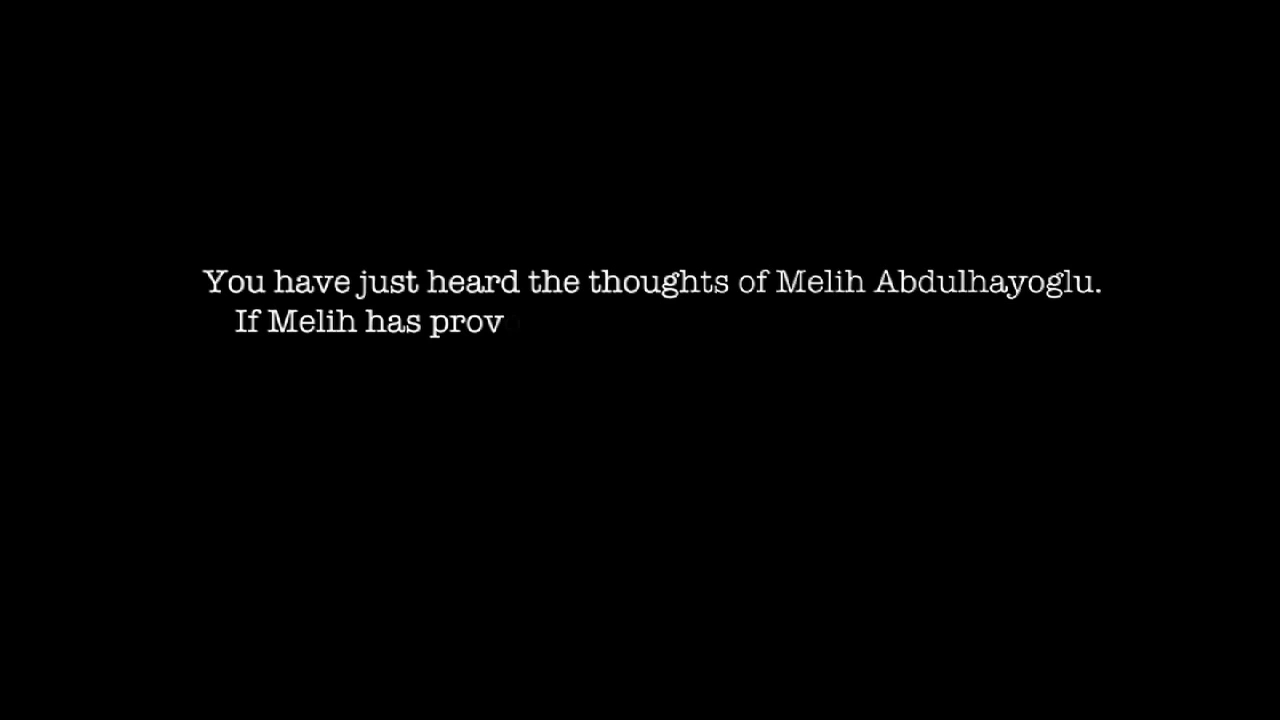 You have just heard the thoughts of Melih Abdulhayoglu.
If Melih has prov